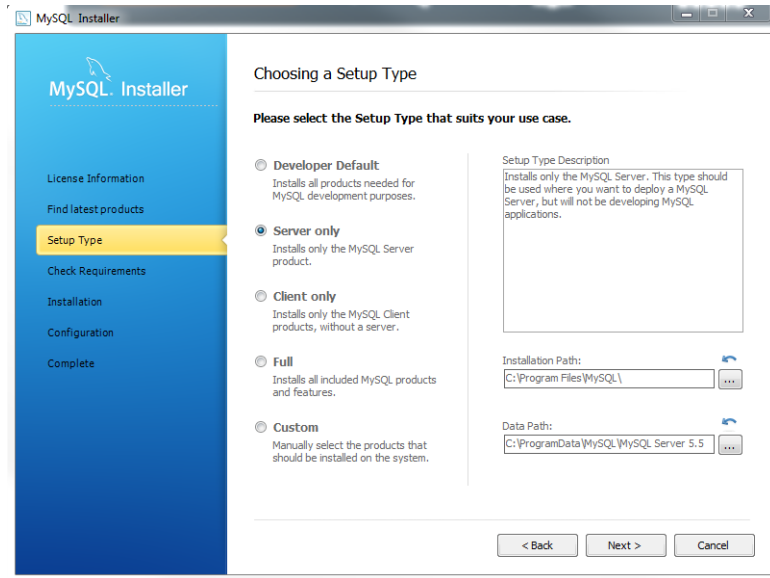 MySQL Installer
MySQL. Installer
License Information
Find latest products
Setup Type
Check Requirements
Installation
Configuration
Complete
Choosing a Setup Type
Please select the Setup Type that suits your use case.
Developer Default
Installs all products needed for
MySQL development purposes.
Server only
Installs only the MySQL Server
product.
Client only
Installs only the MySQL Client
products, without a server.
Full
Installs all included MySQL products
and features.
Custom
Manually select the products that
should be installed on the system.
Setup Type Description
Installs only the MySQL Server. This type should
be used where you want to deploy a MySQL
Server, but will not be developing MySQL
applications.
Installation Path:
C:\Program Files\MySQL\
...
Data Path:
C:\ProgramData\MySQL\MySQL Server 5.5
...
< Back
Next >
Cancel